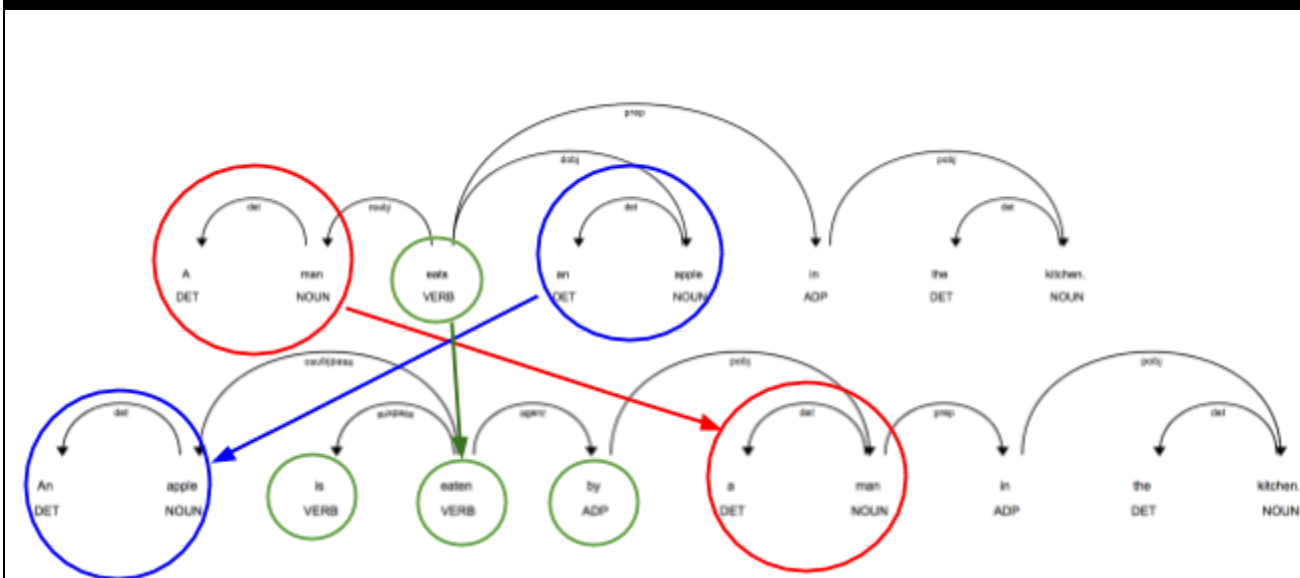 prep
dobj pobj
det nsubj det det
A man eats an apple in the kitchen.
DET NOUN VERB DET NOUN ADP DET NOUN
nsubjpass pobj pobj
det auxpass agent det prep det
An apple is eaten by a man in the kitchen.
DET NOUN VERB VERB ADP DET NOUN ADP DET NOUN